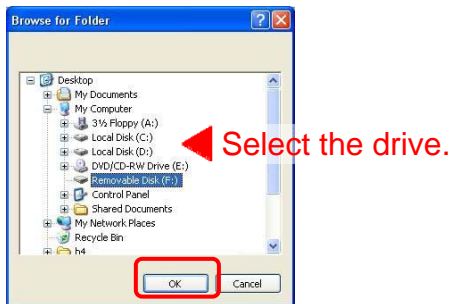 Browse for Folder
Desktop
My Documents
My Computer
3½ Floppy (A:)
Local Disk (C:)
Local Disk (D:)
DVD/CD-RW Drive (E:)
Removable Disk (F:)
Control Panel
Shared Documents
My Network Places
Recycle Bin
h4
Select the drive.
OK Cancel